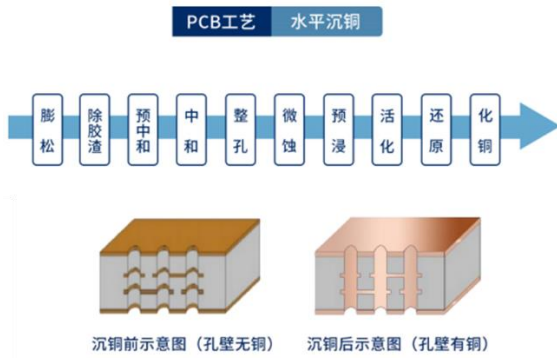 PCB工艺 水平沉铜
膨松 除胶渣 预中和 中和 整孔 微蚀 预浸 活化 还原 化铜
沉铜前示意图（孔壁无铜） 沉铜后示意图（孔壁有铜）